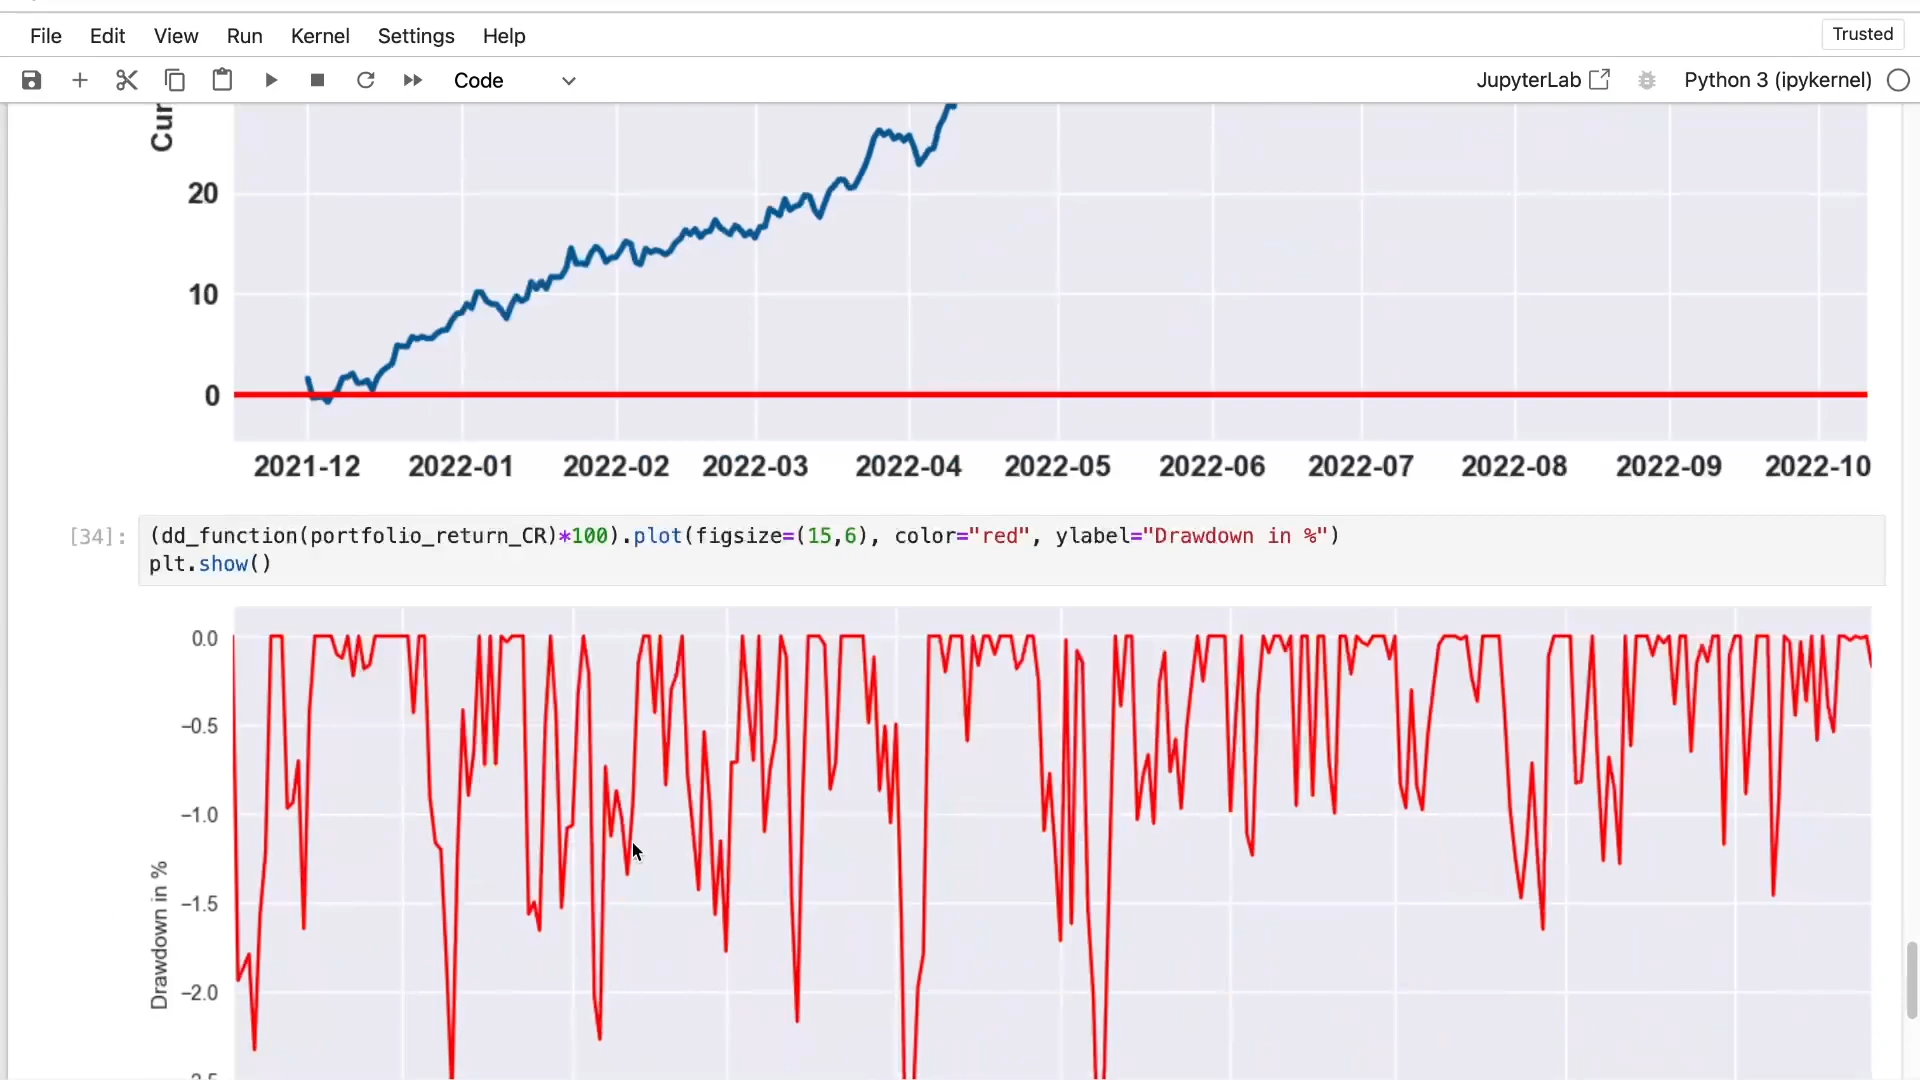 File Edit View Run Kernel Settings Help
Trusted
Code
JupyterLab
Python 3 (ipykernel)
Cur
20
10
0
2021-12 2022-01 2022-02 2022-03 2022-04 2022-05 2022-06 2022-07 2022-08 2022-09 2022-10
[34]:
(dd_function(portfolio_return_CR)*100).plot(figsize=(15,6), color="red", ylabel="Drawdown in %")
plt.show()
0.0
−0.5
−1.0
−1.5
−2.0
Drawdown in %